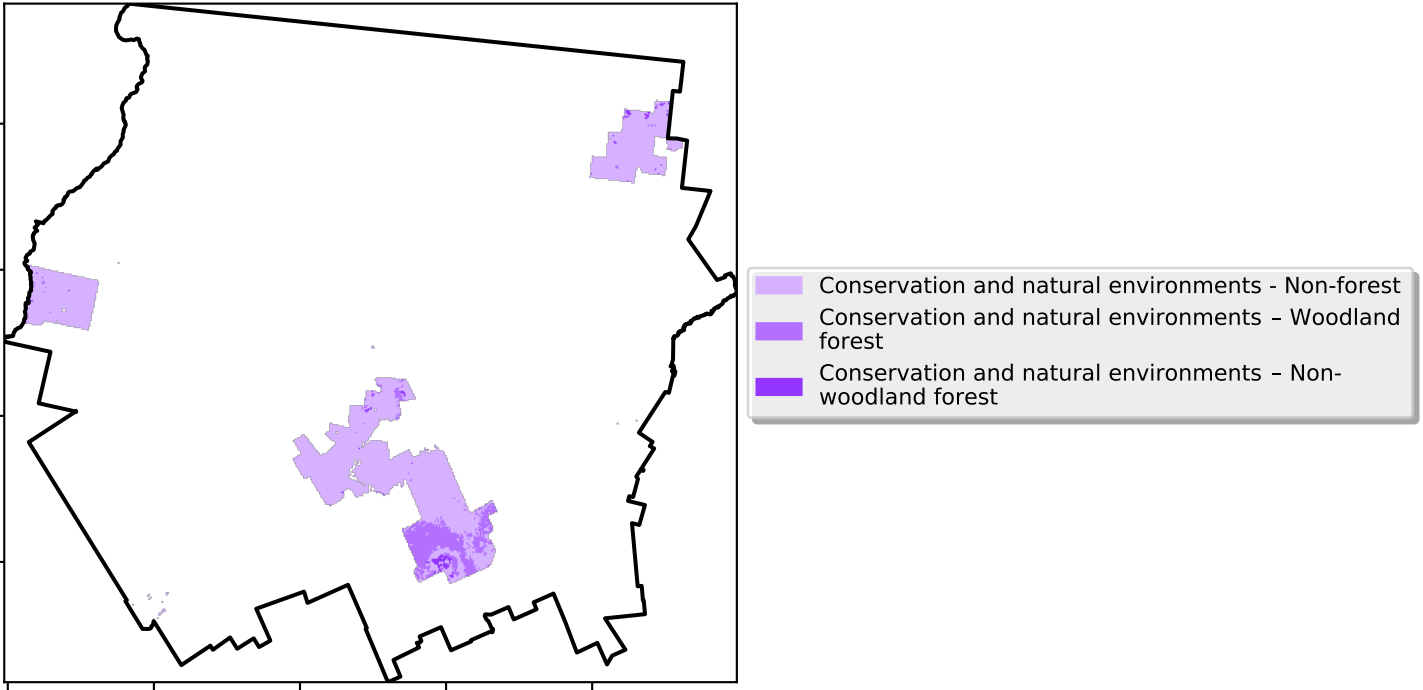 Conservation and natural environments - Non-forest
Conservation and natural environments – Woodland
forest
Conservation and natural environments – Non-
woodland forest